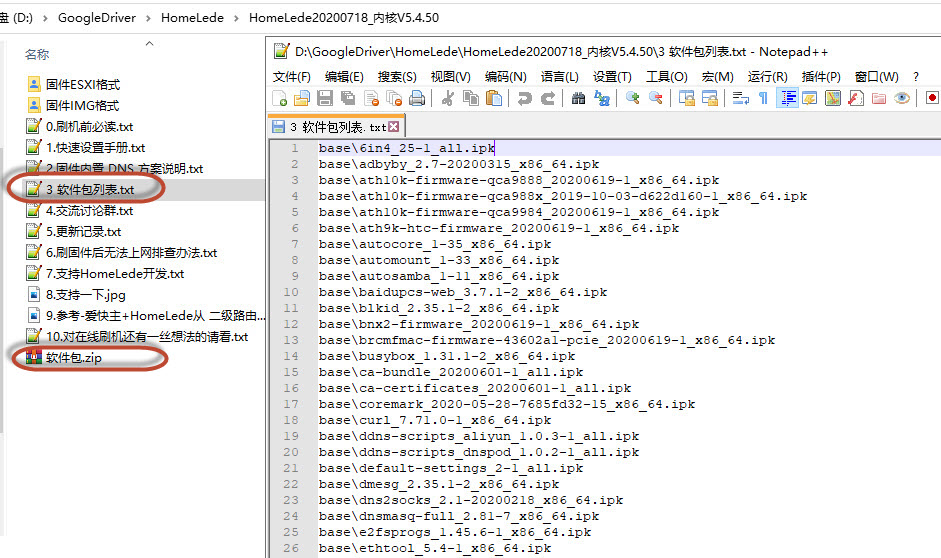 盘 (D:) › GoogleDriver › HomeLede › HomeLede20200718_内核V5.4.50
名称
固件ESXI格式
固件IMG格式
0.刷机前必读.txt
1.快速设置手册.txt
2.固件内置 DNS 方案说明.txt
3 软件包列表.txt
4.交流讨论群.txt
5.更新记录.txt
6.刷固件后无法上网排查办法.txt
7.支持HomeLede开发.txt
8.支持一下.jpg
9.参考-爱快主+HomeLede从 二级路由...
10.对在线刷机还有一丝想法的请看.txt
软件包.zip
D:\GoogleDriver\HomeLede\HomeLede20200718_内核V5.4.50\3 软件包列表.txt - Notepad++
文件(F) 编辑(E) 搜索(S) 视图(V) 编码(N) 语言(L) 设置(T) 工具(O) 宏(M) 运行(R) 插件(P) 窗口(W) ?
3 软件包列表.txt
1 base\6in4_25-1_all.ipk
2 base\adbyby_2.7-20200315_x86_64.ipk
3 base\ath10k-firmware-qca9888_20200619-1_x86_64.ipk
4 base\ath10k-firmware-qca988x_2019-10-03-d622d160-1_x86_64.ipk
5 base\ath10k-firmware-qca9984_20200619-1_x86_64.ipk
6 base\ath9k-htc-firmware_20200619-1_x86_64.ipk
7 base\autocore_1-35_x86_64.ipk
8 base\automount_1-33_x86_64.ipk
9 base\autosamba_1-11_x86_64.ipk
10 base\baidupcs-web_3.7.1-2_x86_64.ipk
11 base\blkid_2.35.1-2_x86_64.ipk
12 base\bnx2-firmware_20200619-1_x86_64.ipk
13 base\brcmfmac-firmware-43602a1-pcie_20200619-1_x86_64.ipk
14 base\busybox_1.31.1-2_x86_64.ipk
15 base\ca-bundle_20200601-1_all.ipk
16 base\ca-certificates_20200601-1_all.ipk
17 base\coremark_2020-05-28-7685fd32-15_x86_64.ipk
18 base\curl_7.71.0-1_x86_64.ipk
19 base\ddns-scripts_aliyun_1.0.3-1_all.ipk
20 base\ddns-scripts_dnspod_1.0.2-1_all.ipk
21 base\default-settings_2-1_all.ipk
22 base\dmesg_2.35.1-2_x86_64.ipk
23 base\dns2socks_2.1-20200218_x86_64.ipk
24 base\dnsmasq-full_2.81-7_x86_64.ipk
25 base\e2fsprogs_1.45.6-1_x86_64.ipk
26 base\ethtool_5.4-1_x86_64.ipk